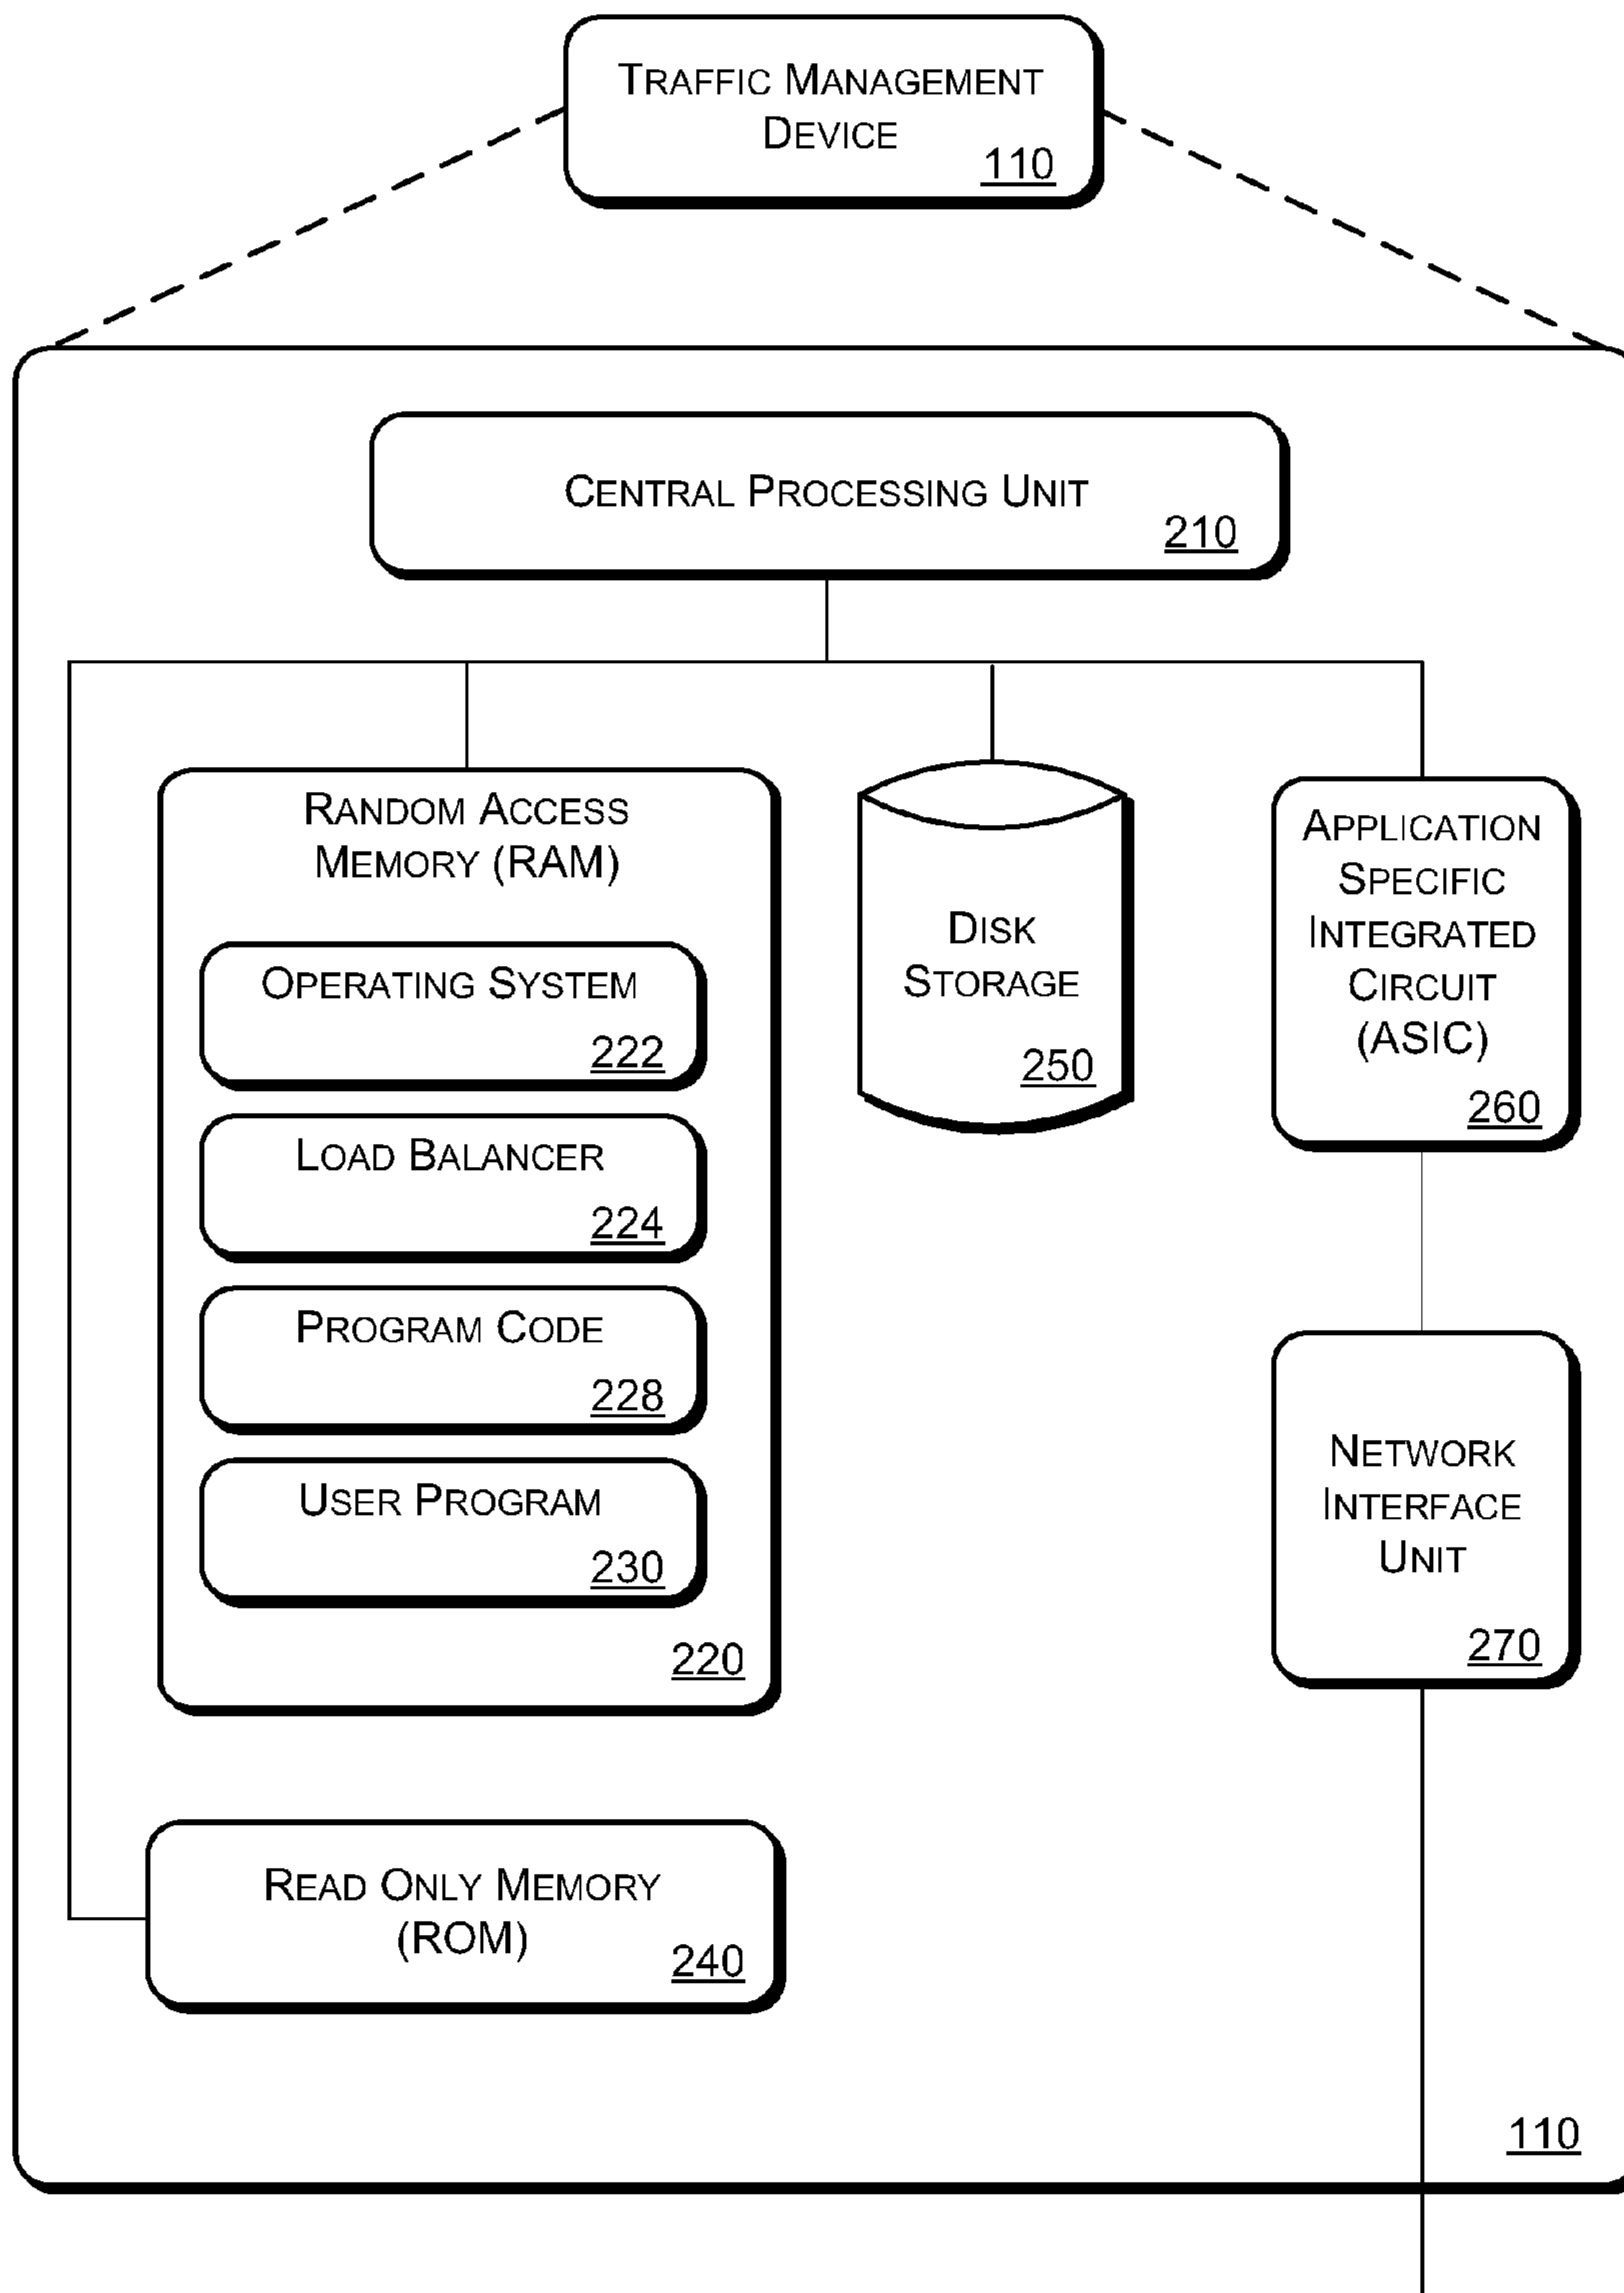 TRAFFIC MANAGEMENT
DEVICE
110
CENTRAL PROCESSING UNIT
210
RANDOM ACCESS
MEMORY (RAM)
OPERATING SYSTEM
222
LOAD BALANCER
224
PROGRAM CODE
228
USER PROGRAM
230
220
DISK
STORAGE
250
APPLICATION
SPECIFIC
INTEGRATED
CIRCUIT
(ASIC)
260
NETWORK
INTERFACE
UNIT
270
READ ONLY MEMORY
(ROM)
240
110